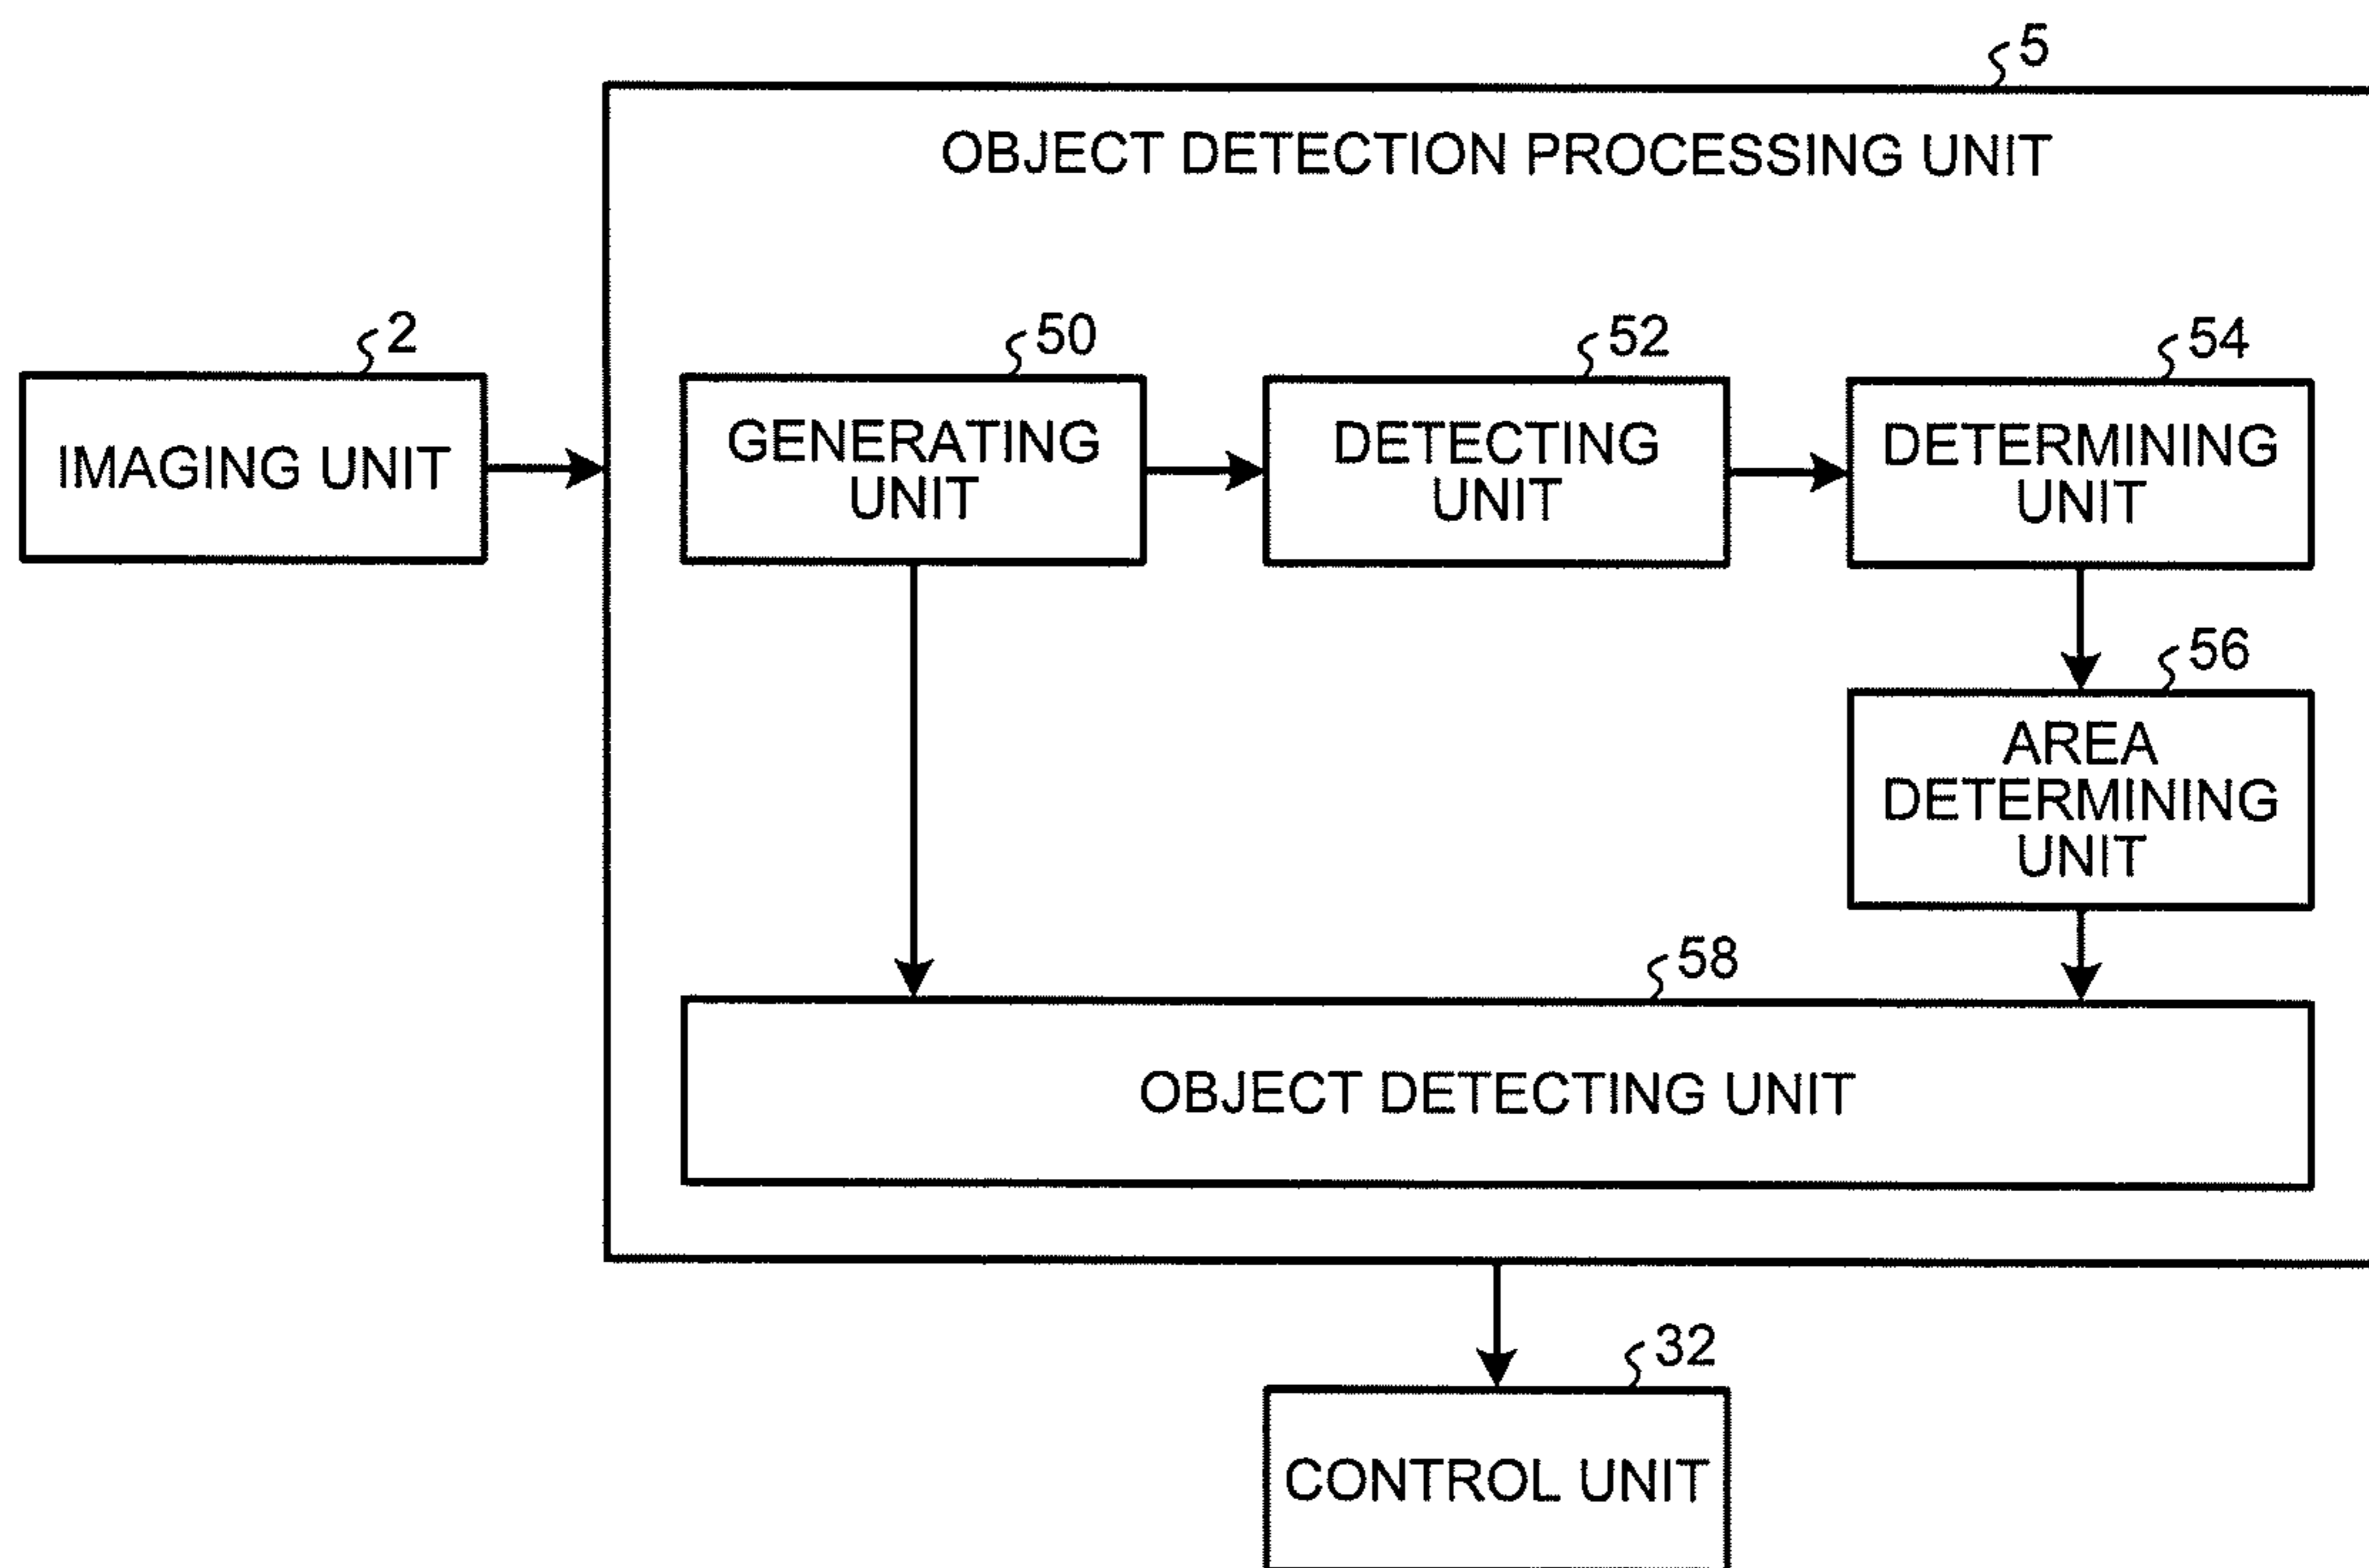 5
OBJECT DETECTION PROCESSING UNIT
2
50
52
54
IMAGING UNIT
GENERATING
UNIT
DETECTING
UNIT
DETERMINING
UNIT
56
AREA
DETERMINING
UNIT
58
OBJECT DETECTING UNIT
32
CONTROL UNIT